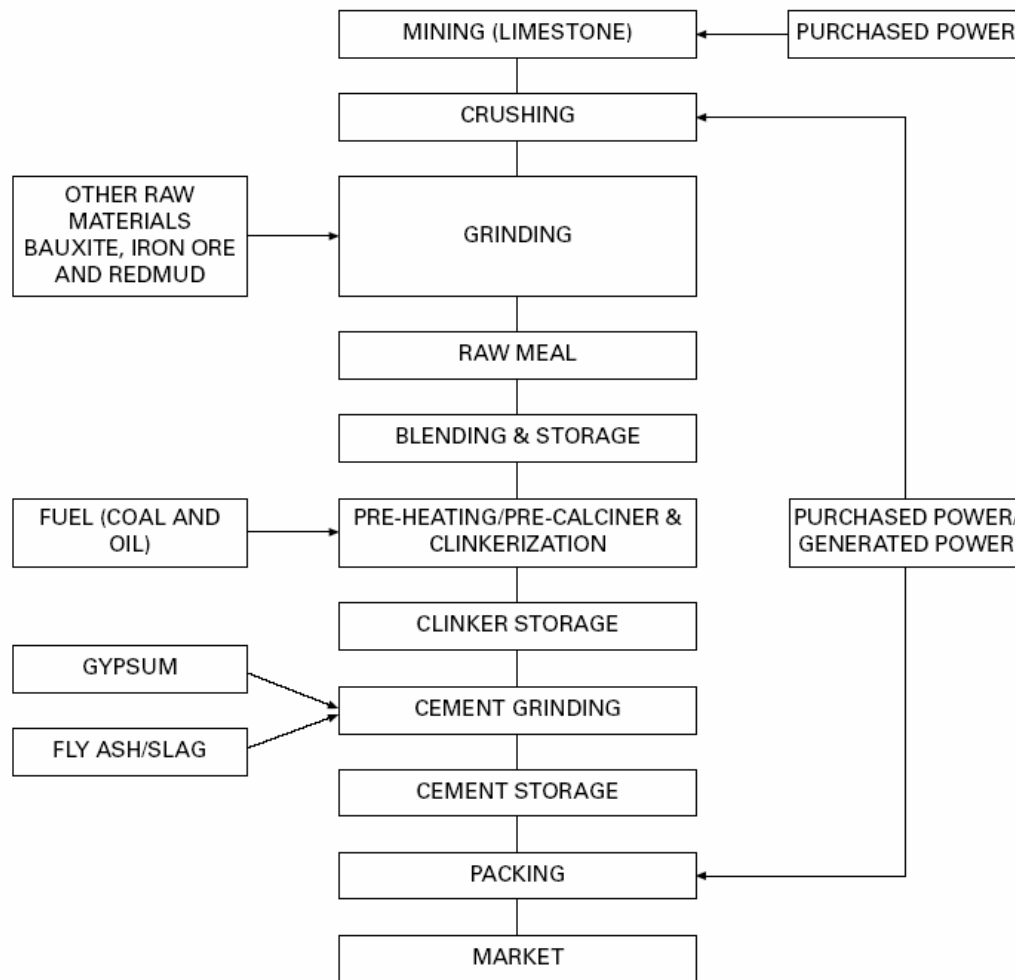 MINING (LIMESTONE)
PURCHASED POWER
CRUSHING
OTHER RAW
MATERIALS
BAUXITE, IRON ORE
AND REDMUD
GRINDING
RAW MEAL
BLENDING & STORAGE
FUEL (COAL AND
OIL)
PRE-HEATING/PRE-CALCINER &
CLINKERIZATION
PURCHASED POWER/
GENERATED POWER
CLINKER STORAGE
GYPSUM
CEMENT GRINDING
FLY ASH/SLAG
CEMENT STORAGE
PACKING
MARKET